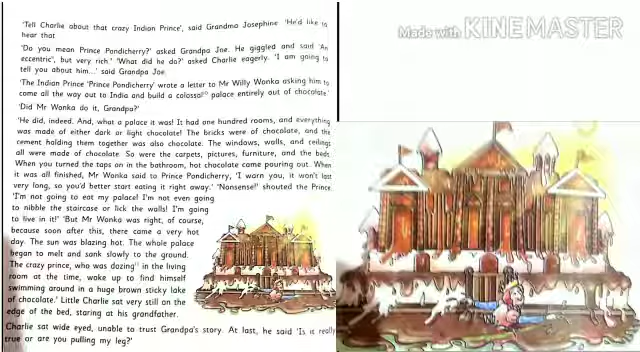 'Tell Charlie about that crazy Indian Prince', said Grandma Josephine 'He'd like to
hear that
'Do you mean Prince Pondicherry?' asked Grandpa Joe. He giggled and said 'An
eccentric, but very rich.' 'What did he do?' asked Charlie eagerly. 'I am going to
tell you about him...' said Grandpa Joe.
'The Indian Prince 'Prince Pondicherry' wrote a letter to Mr Willy Wonka asking him to
come all the way out to India and build a colossal palace entirely out of chocolate.'
'Did Mr Wonka do it, Grandpa?'
'He did, indeed. And, what a palace it was! It had one hundred rooms, and everything
was made of either dark or light chocolate! The bricks were of chocolate, and the
cement holding them together was also chocolate. The windows, walls, and ceilings
all were made of chocolate. So were the carpets, pictures, furniture, and the beds.
When you turned the taps on in the bathroom, hot chocolate came pouring out. When
it was all finished, Mr Wonka said to Prince Pondicherry, 'I warn you, it won't last
very long, so you'd better start eating it right away.' 'Nonsense!' shouted the Prince.
'I'm not going to eat my palace! I'm not even going
to nibble the staircase or lick the walls! I'm going
to live in it!' 'But Mr Wonka was right, of course,
because soon after this, there came a very hot
day. The sun was blazing hot. The whole palace
began to melt and sank slowly to the ground.
The crazy prince, who was dozing in the living
room at the time, woke up to find himself
swimming around in a huge brown sticky lake
of chocolate.' Little Charlie sat very still on the
edge of the bed, staring at his grandfather.
Charlie sat wide eyed, unable to trust Grandpa's story. At last, he said 'Is it really
true or are you pulling my leg?'
Made with KINEMASTER